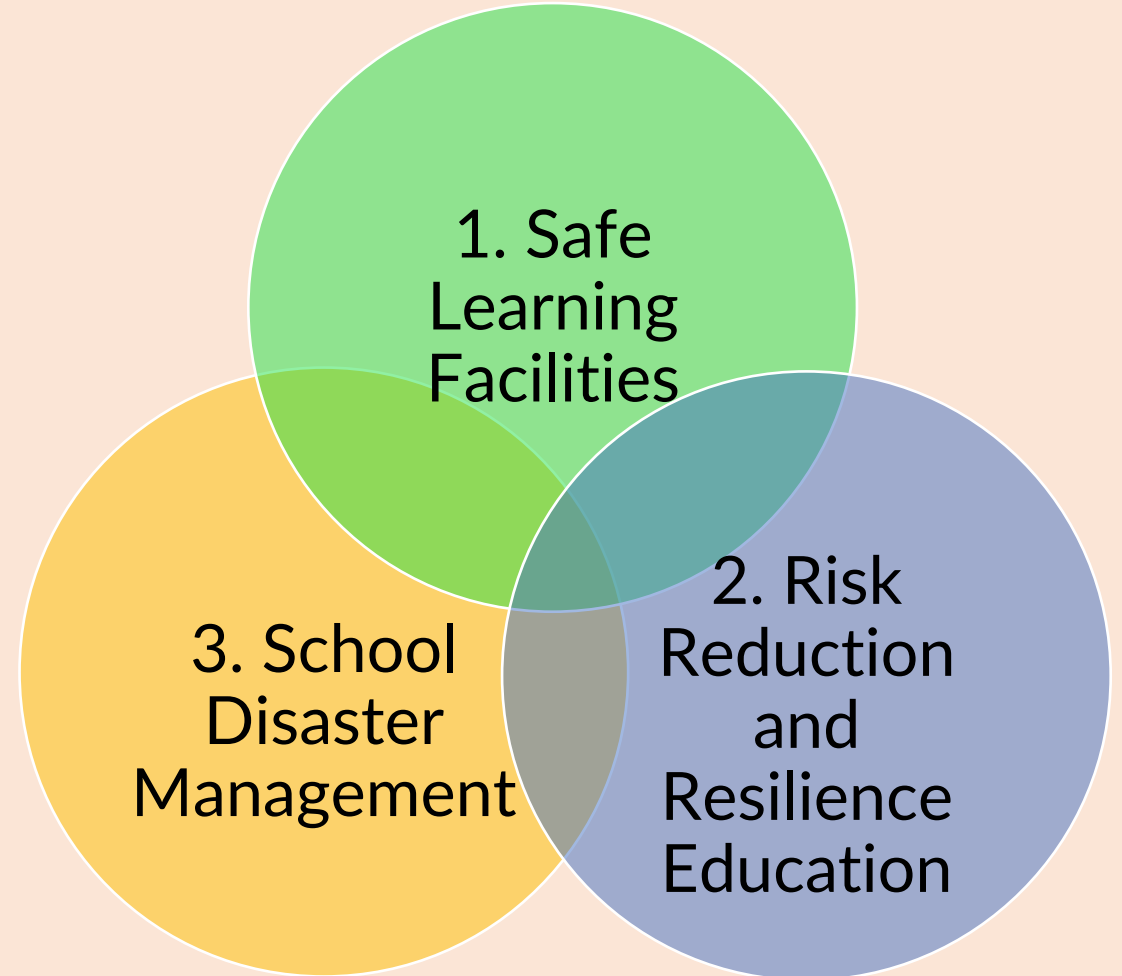 1. Safe
Learning
Facilities
2. Risk
Reduction
and
Resilience
Education
3. School
Disaster
Management